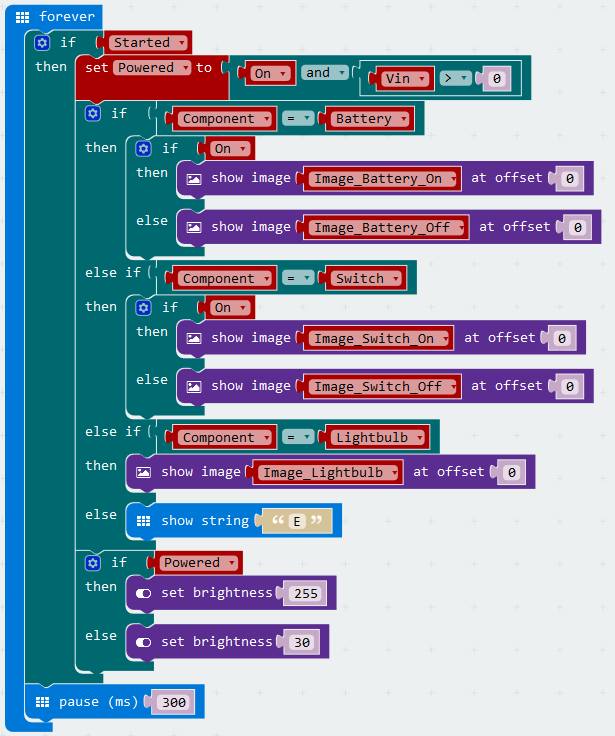 forever
if Started
then set Powered to On and Vin > 0
if Component = Battery
then if On
then show image Image_Battery_On at offset 0
else show image Image_Battery_Off at offset 0
else if Component = Switch
then if On
then show image Image_Switch_On at offset 0
else show image Image_Switch_Off at offset 0
else if Component = Lightbulb
then show image Image_Lightbulb at offset 0
else show string “ E ”
if Powered
then set brightness 255
else set brightness 30
pause (ms) 300